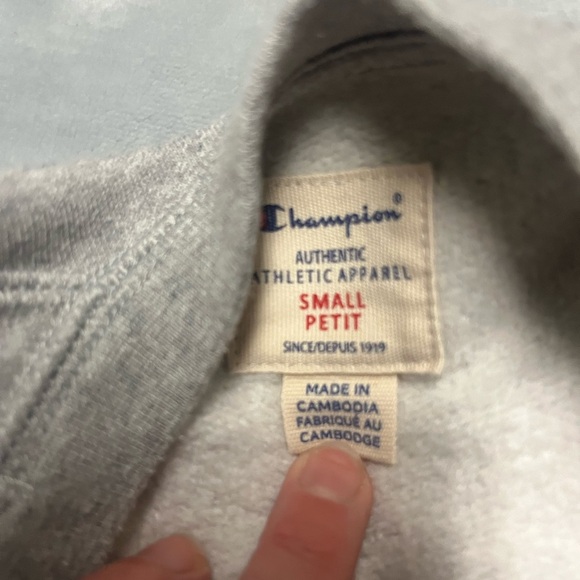 Champion®
AUTHENTIC
ATHLETIC APPAREL
SMALL
PETIT
SINCE/DEPUIS 1919
MADE IN
CAMBODIA
FABRIQUÉ AU
CAMBODGE